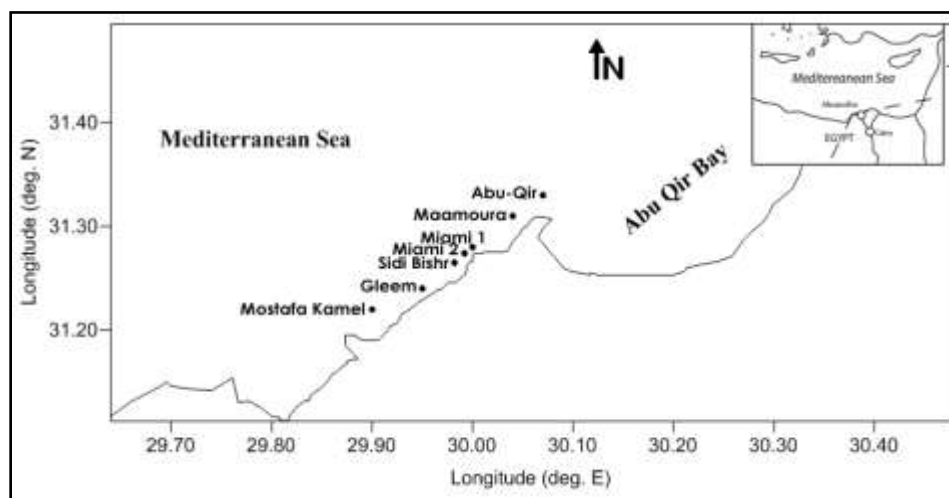 N
Mediterranean Sea
Abu Qir Bay
Abu-Qir
Maamoura
Miami 1
Miami 2
Sidi Bishr
Gleem
Mostafa Kamel
Meditereanean Sea
EGYPT
Cairo
Longitude (deg. N)
31.40
31.30
31.20
29.70 29.80 29.90 30.00 30.10 30.20 30.30 30.40
Longitude (deg. E)